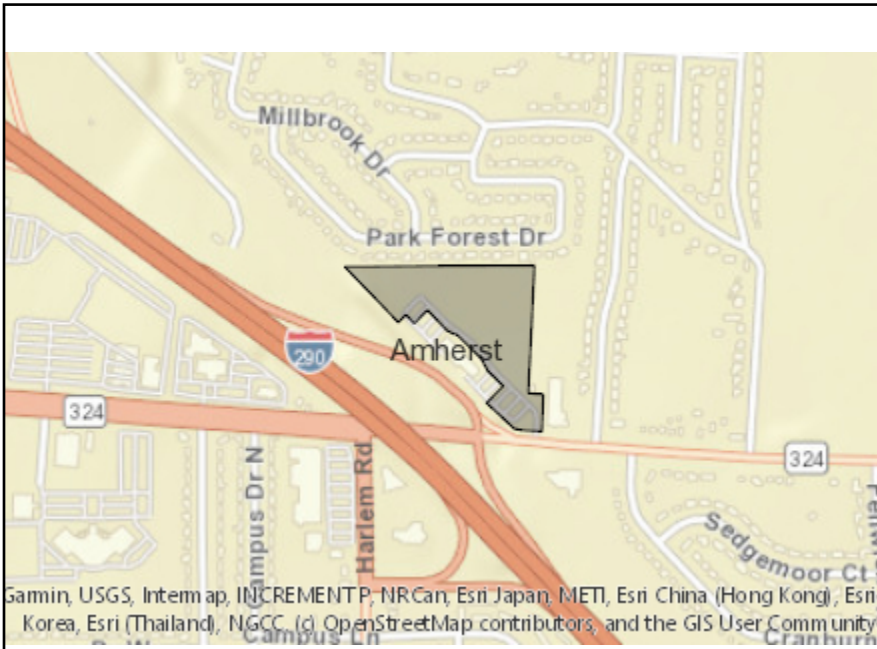 Millbrook Dr
Park Forest Dr
290
Amherst
324
324
Campus Dr N
Harlem Rd
Sedgemoor Ct
Garmin, USGS, Intermap, INCREMENT P, NRCan, Esri Japan, METI, Esri China (Hong Kong), Esri
Korea, Esri (Thailand), NGCC, (c) OpenStreetMap contributors, and the GIS User Community
Campus Ln